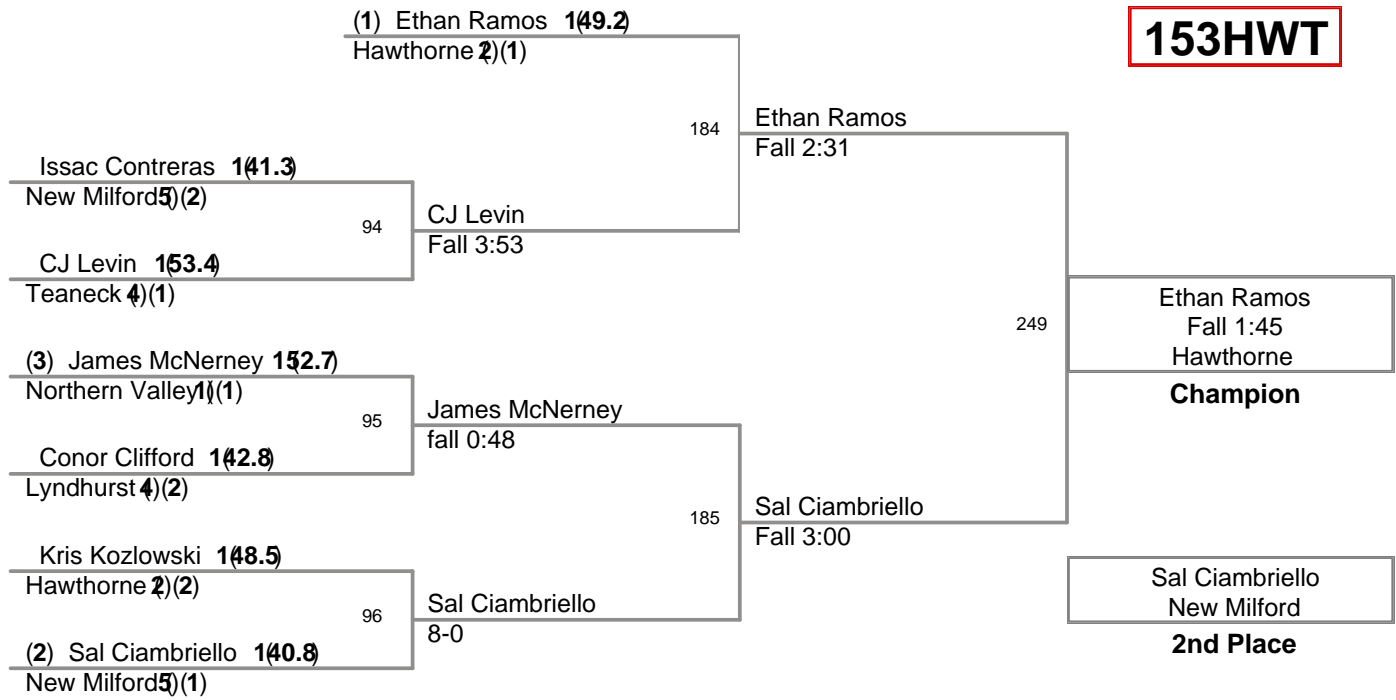 153HWT
(1) Ethan Ramos 1(49.2)
Hawthorne (2)(1)
184
Ethan Ramos
Fall 2:31
Issac Contreras 1(41.3)
New Milford(5)(2)
94
CJ Levin
Fall 3:53
CJ Levin 1(53.4)
Teaneck (4)(1)
249
Ethan Ramos
Fall 1:45
Hawthorne
Champion
(3) James McNerney 15(2.7)
Northern Valley(1)(1)
95
James McNerney
fall 0:48
Conor Clifford 1(42.8)
Lyndhurst (4)(2)
185
Sal Ciambriello
Fall 3:00
Kris Kozlowski 1(48.5)
Hawthorne (2)(2)
96
Sal Ciambriello
8-0
(2) Sal Ciambriello 1(40.8)
New Milford(5)(1)
Sal Ciambriello
New Milford
2nd Place